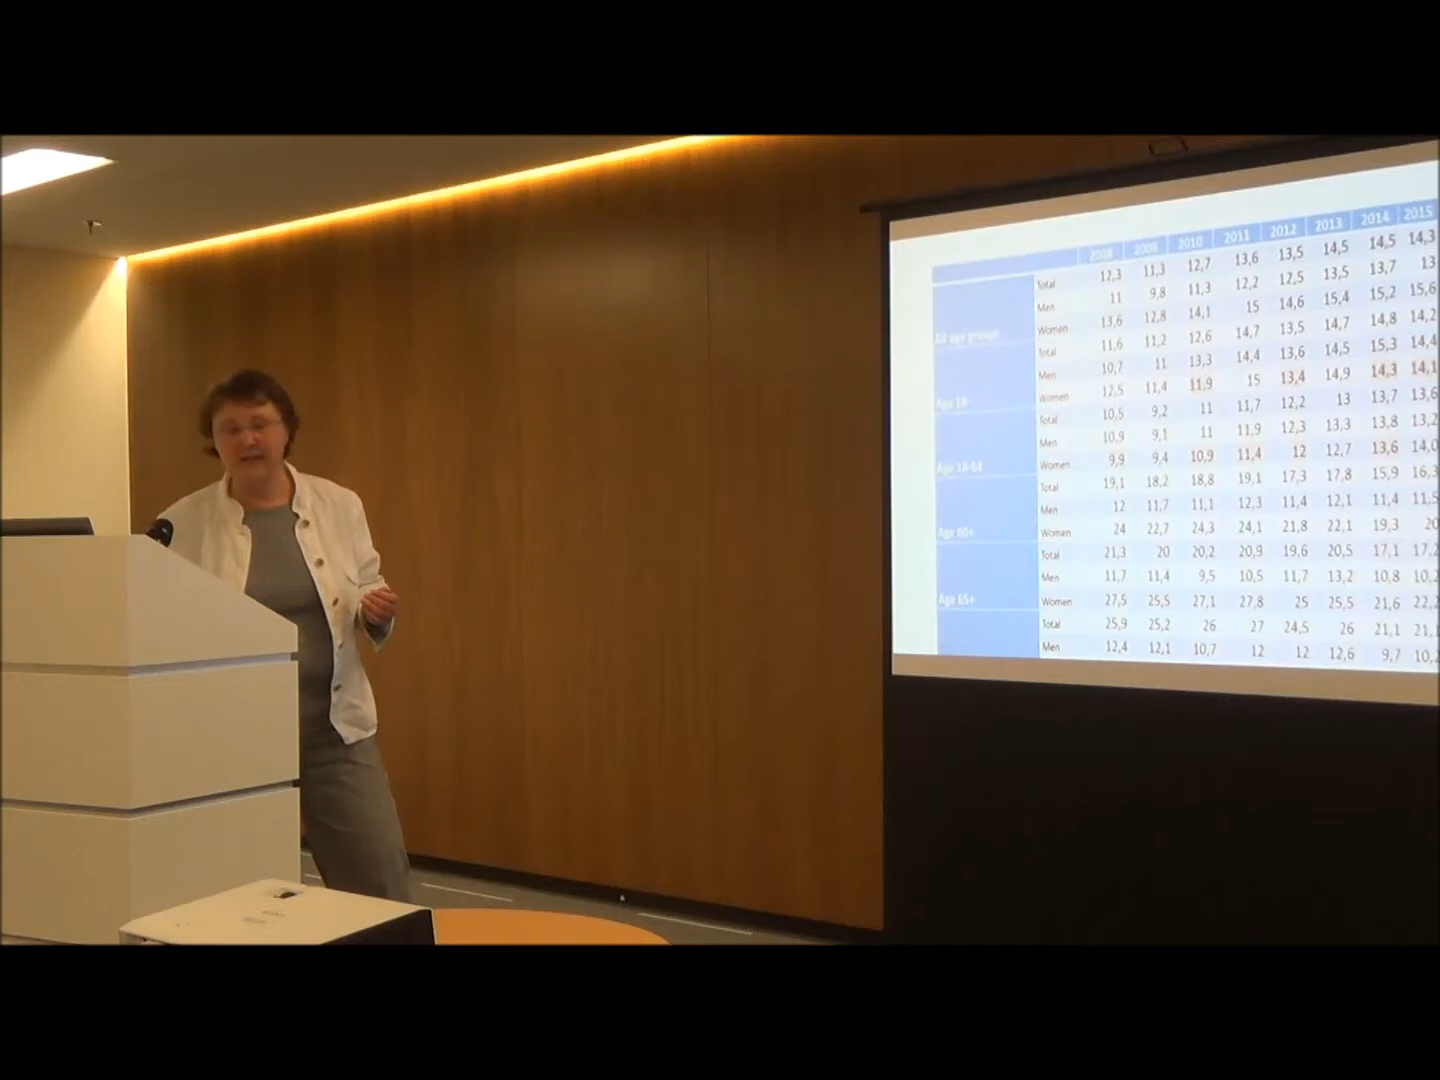 2008 2009 2010 2011 2012 2013 2014 2015
Total 12,3 11,3 12,7 13,6 13,5 14,5 14,5 14,3
Men 11 9,8 11,3 12,2 12,5 13,5 13,7 13
All age groups Women 13,6 12,8 14,1 15 14,6 15,4 15,2 15,6
Total 11,6 11,2 12,6 14,7 13,5 14,7 14,8 14,2
Men 10,7 11 13,3 14,4 13,6 14,5 15,3 14,4
Age 18- Women 12,5 11,4 11,9 15 13,4 14,9 14,3 14,1
Total 10,5 9,2 11 11,7 12,2 13 13,7 13,6
Men 10,9 9,1 11 11,9 12,3 13,3 13,8 13,2
Age 18-64 Women 9,9 9,4 10,9 11,4 12 12,7 13,6 14,0
Total 19,1 18,2 18,8 19,1 17,3 17,8 15,9 16,3
Men 12 11,7 11,1 12,3 11,4 12,1 11,4 11,5
Age 60+ Women 24 22,7 24,3 24,1 21,8 22,1 19,3 20
Total 21,3 20 20,2 20,9 19,6 20,5 17,1 17,2
Men 11,7 11,4 9,5 10,5 11,7 13,2 10,8 10,2
Age 65+ Women 27,5 25,5 27,1 27,8 25 25,5 21,6 22,2
Total 25,9 25,2 26 27 24,5 26 21,1 21,
Men 12,4 12,1 10,7 12 12 12,6 9,7 10,2